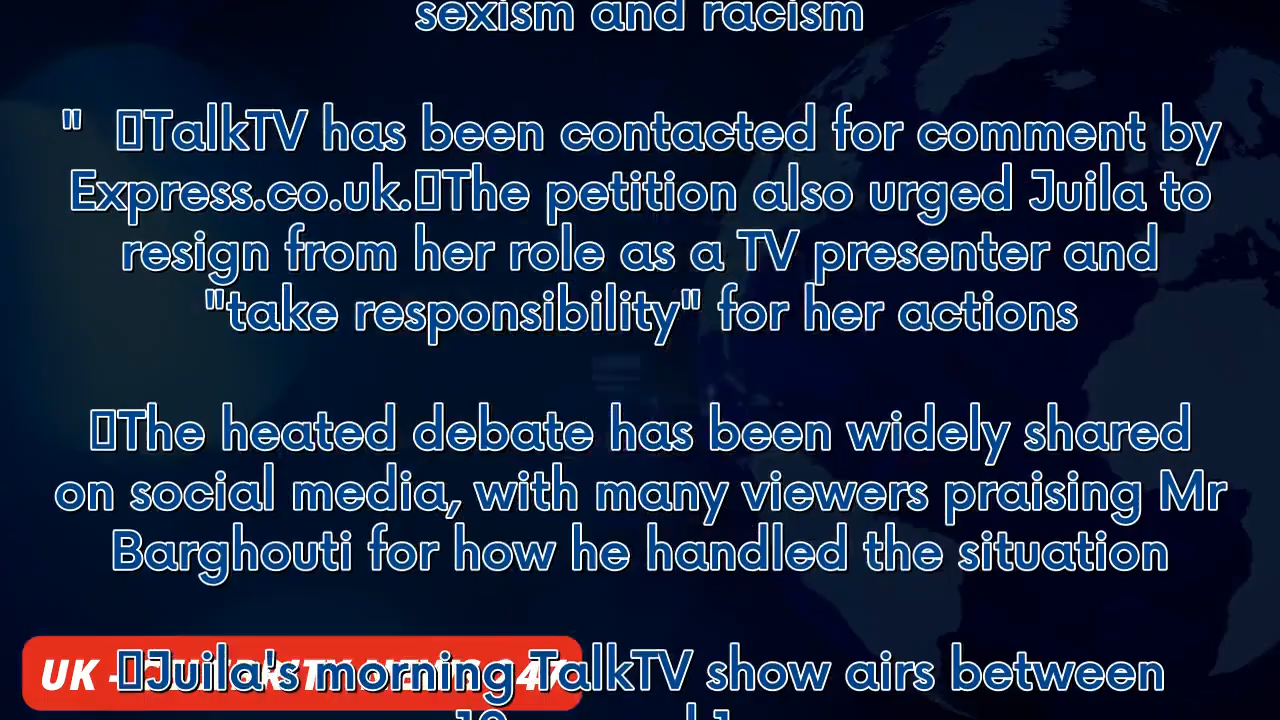 sexism and racism
" TalkTV has been contacted for comment by
Express.co.uk. The petition also urged Juila to
resign from her role as a TV presenter and
"take responsibility" for her actions
The heated debate has been widely shared
on social media, with many viewers praising Mr
Barghouti for how he handled the situation
Juila's morning TalkTV show airs between
UK -